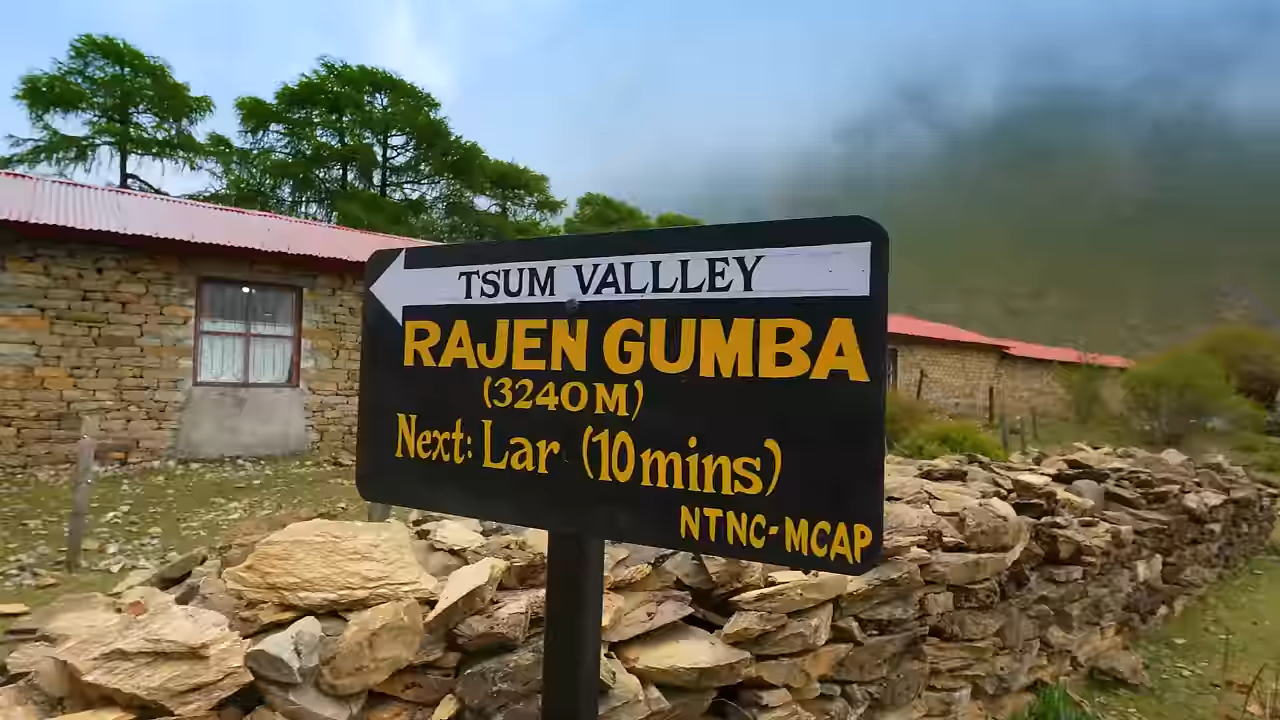 TSUM VALLLEY
RAJEN GUMBA
(3240M)
Next: Lar (10mins)
NTNC-MCAP